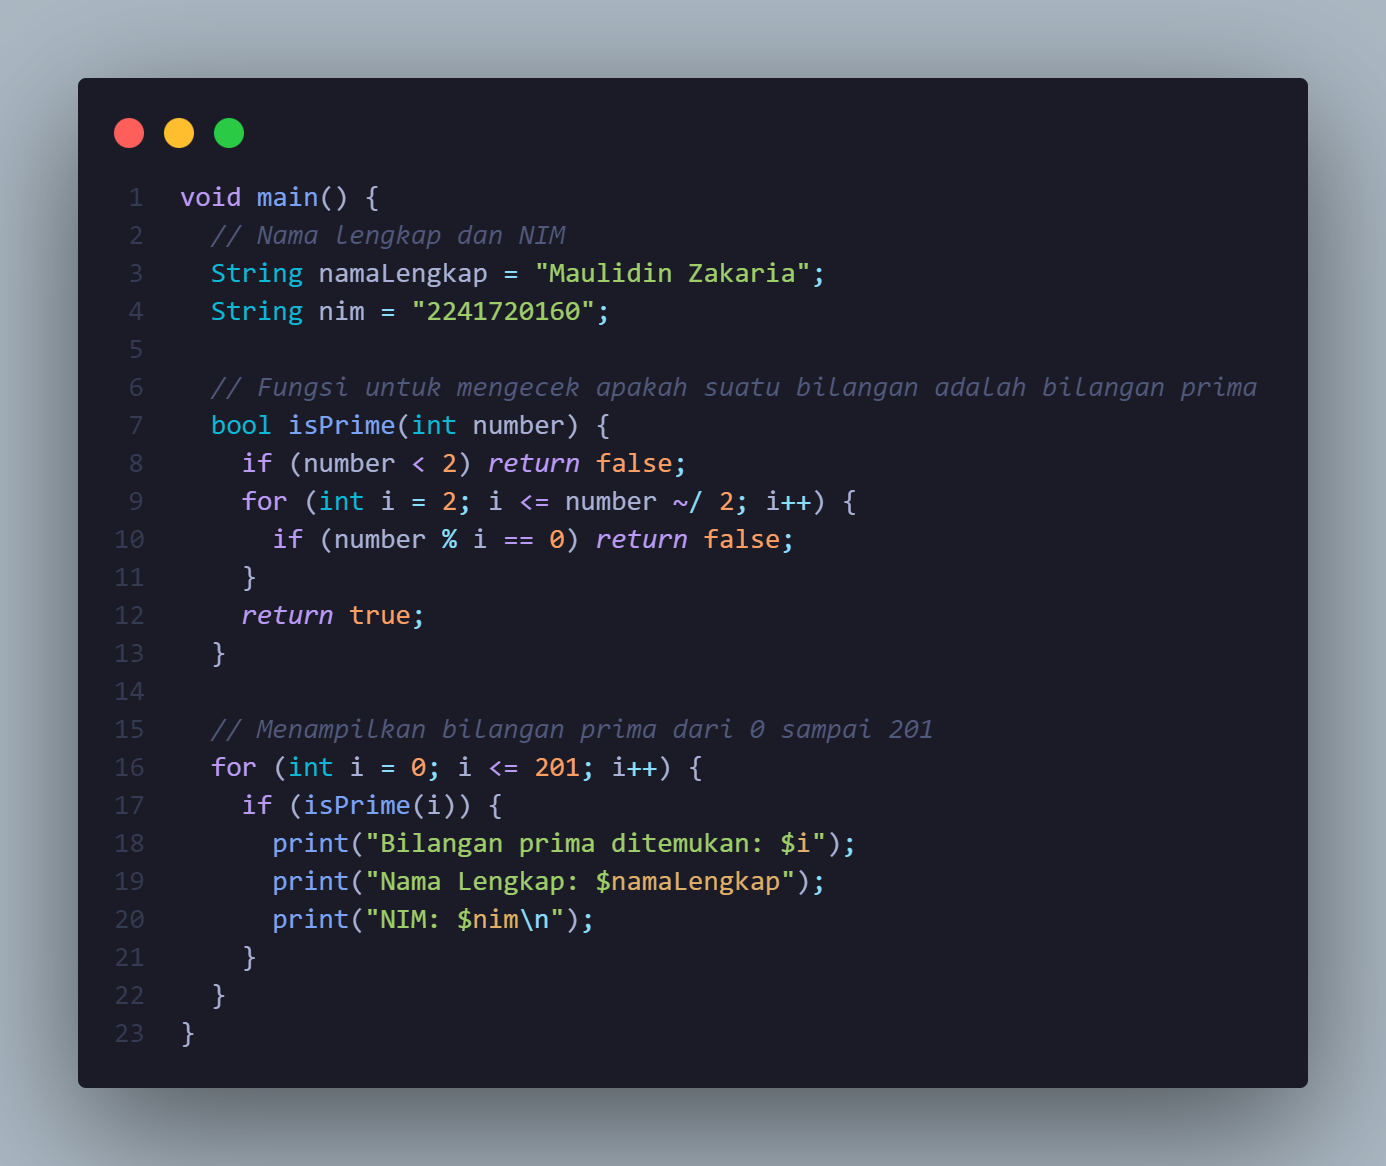 1 void main() {
2 // Nama lengkap dan NIM
3 String namaLengkap = "Maulidin Zakaria";
4 String nim = "2241720160";
5
6 // Fungsi untuk mengecek apakah suatu bilangan adalah bilangan prima
7 bool isPrime(int number) {
8 if (number < 2) return false;
9 for (int i = 2; i <= number ~/ 2; i++) {
10 if (number % i == 0) return false;
11 }
12 return true;
13 }
14
15 // Menampilkan bilangan prima dari 0 sampai 201
16 for (int i = 0; i <= 201; i++) {
17 if (isPrime(i)) {
18 print("Bilangan prima ditemukan: $i");
19 print("Nama Lengkap: $namaLengkap");
20 print("NIM: $nim\n");
21 }
22 }
23 }